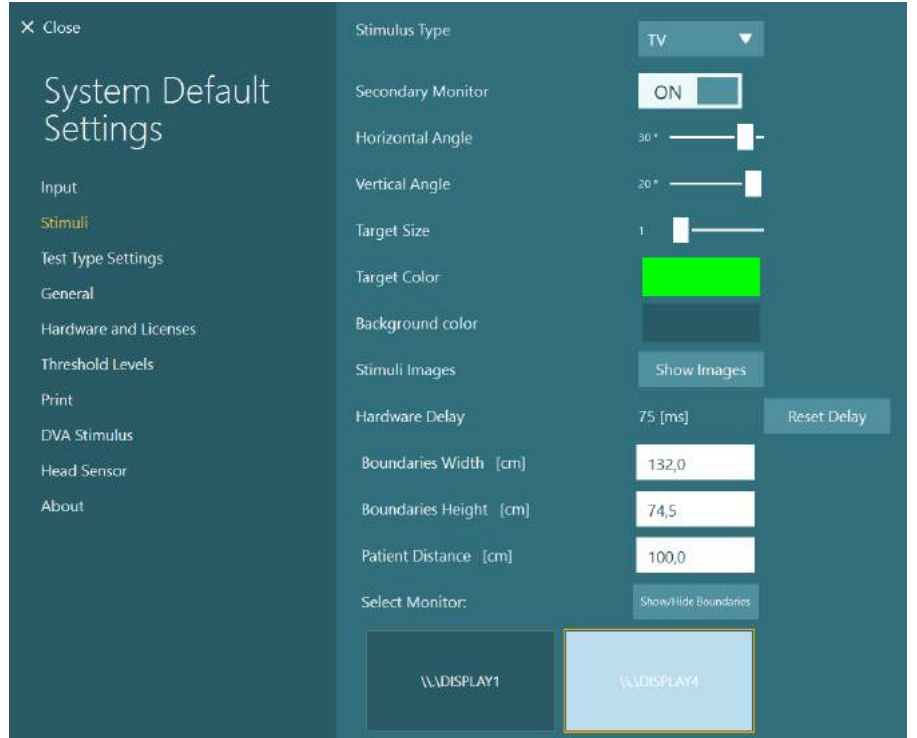 × Close
System Default
Settings
Input
Stimuli
Test Type Settings
General
Hardware and Licenses
Threshold Levels
Print
DVA Stimulus
Head Sensor
About
Stimulus Type TV
Secondary Monitor ON
Horizontal Angle 30 °
Vertical Angle 20 °
Target Size 1
Target Color
Background color
Stimuli Images Show Images
Hardware Delay 75 [ms] Reset Delay
Boundaries Width [cm] 132,0
Boundaries Height [cm] 74,5
Patient Distance [cm] 100,0
Select Monitor: Show/Hide Boundaries
\\.\DISPLAY1 \\.\DISPLAY4